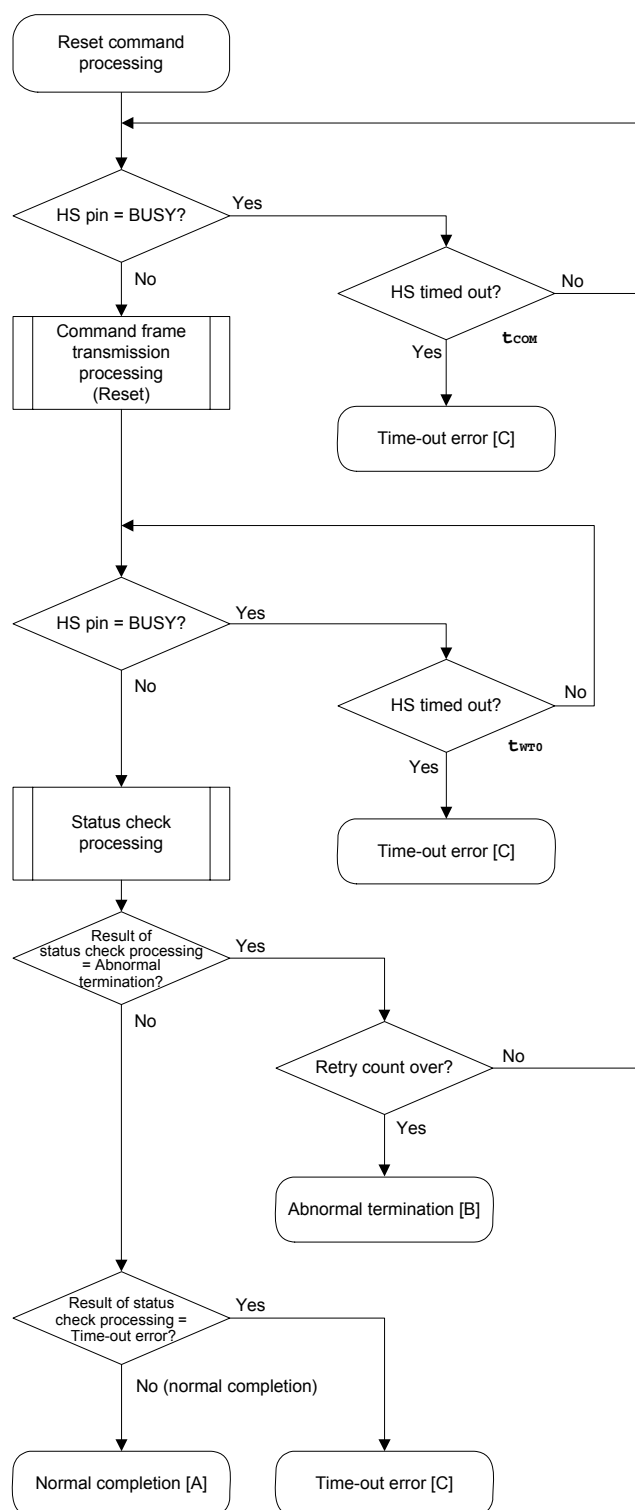 Reset command
processing
HS pin = BUSY?
Yes
No
HS timed out?
No
tCOM
Yes
Command frame
transmission
processing
(Reset)
Time-out error [C]
HS pin = BUSY?
Yes
No
HS timed out?
No
tWT0
Yes
Status check
processing
Time-out error [C]
Result of
status check processing
= Abnormal
termination?
Yes
No
Retry count over?
No
Yes
Abnormal termination [B]
Result of status
check processing =
Time-out error?
Yes
No (normal completion)
Normal completion [A]
Time-out error [C]